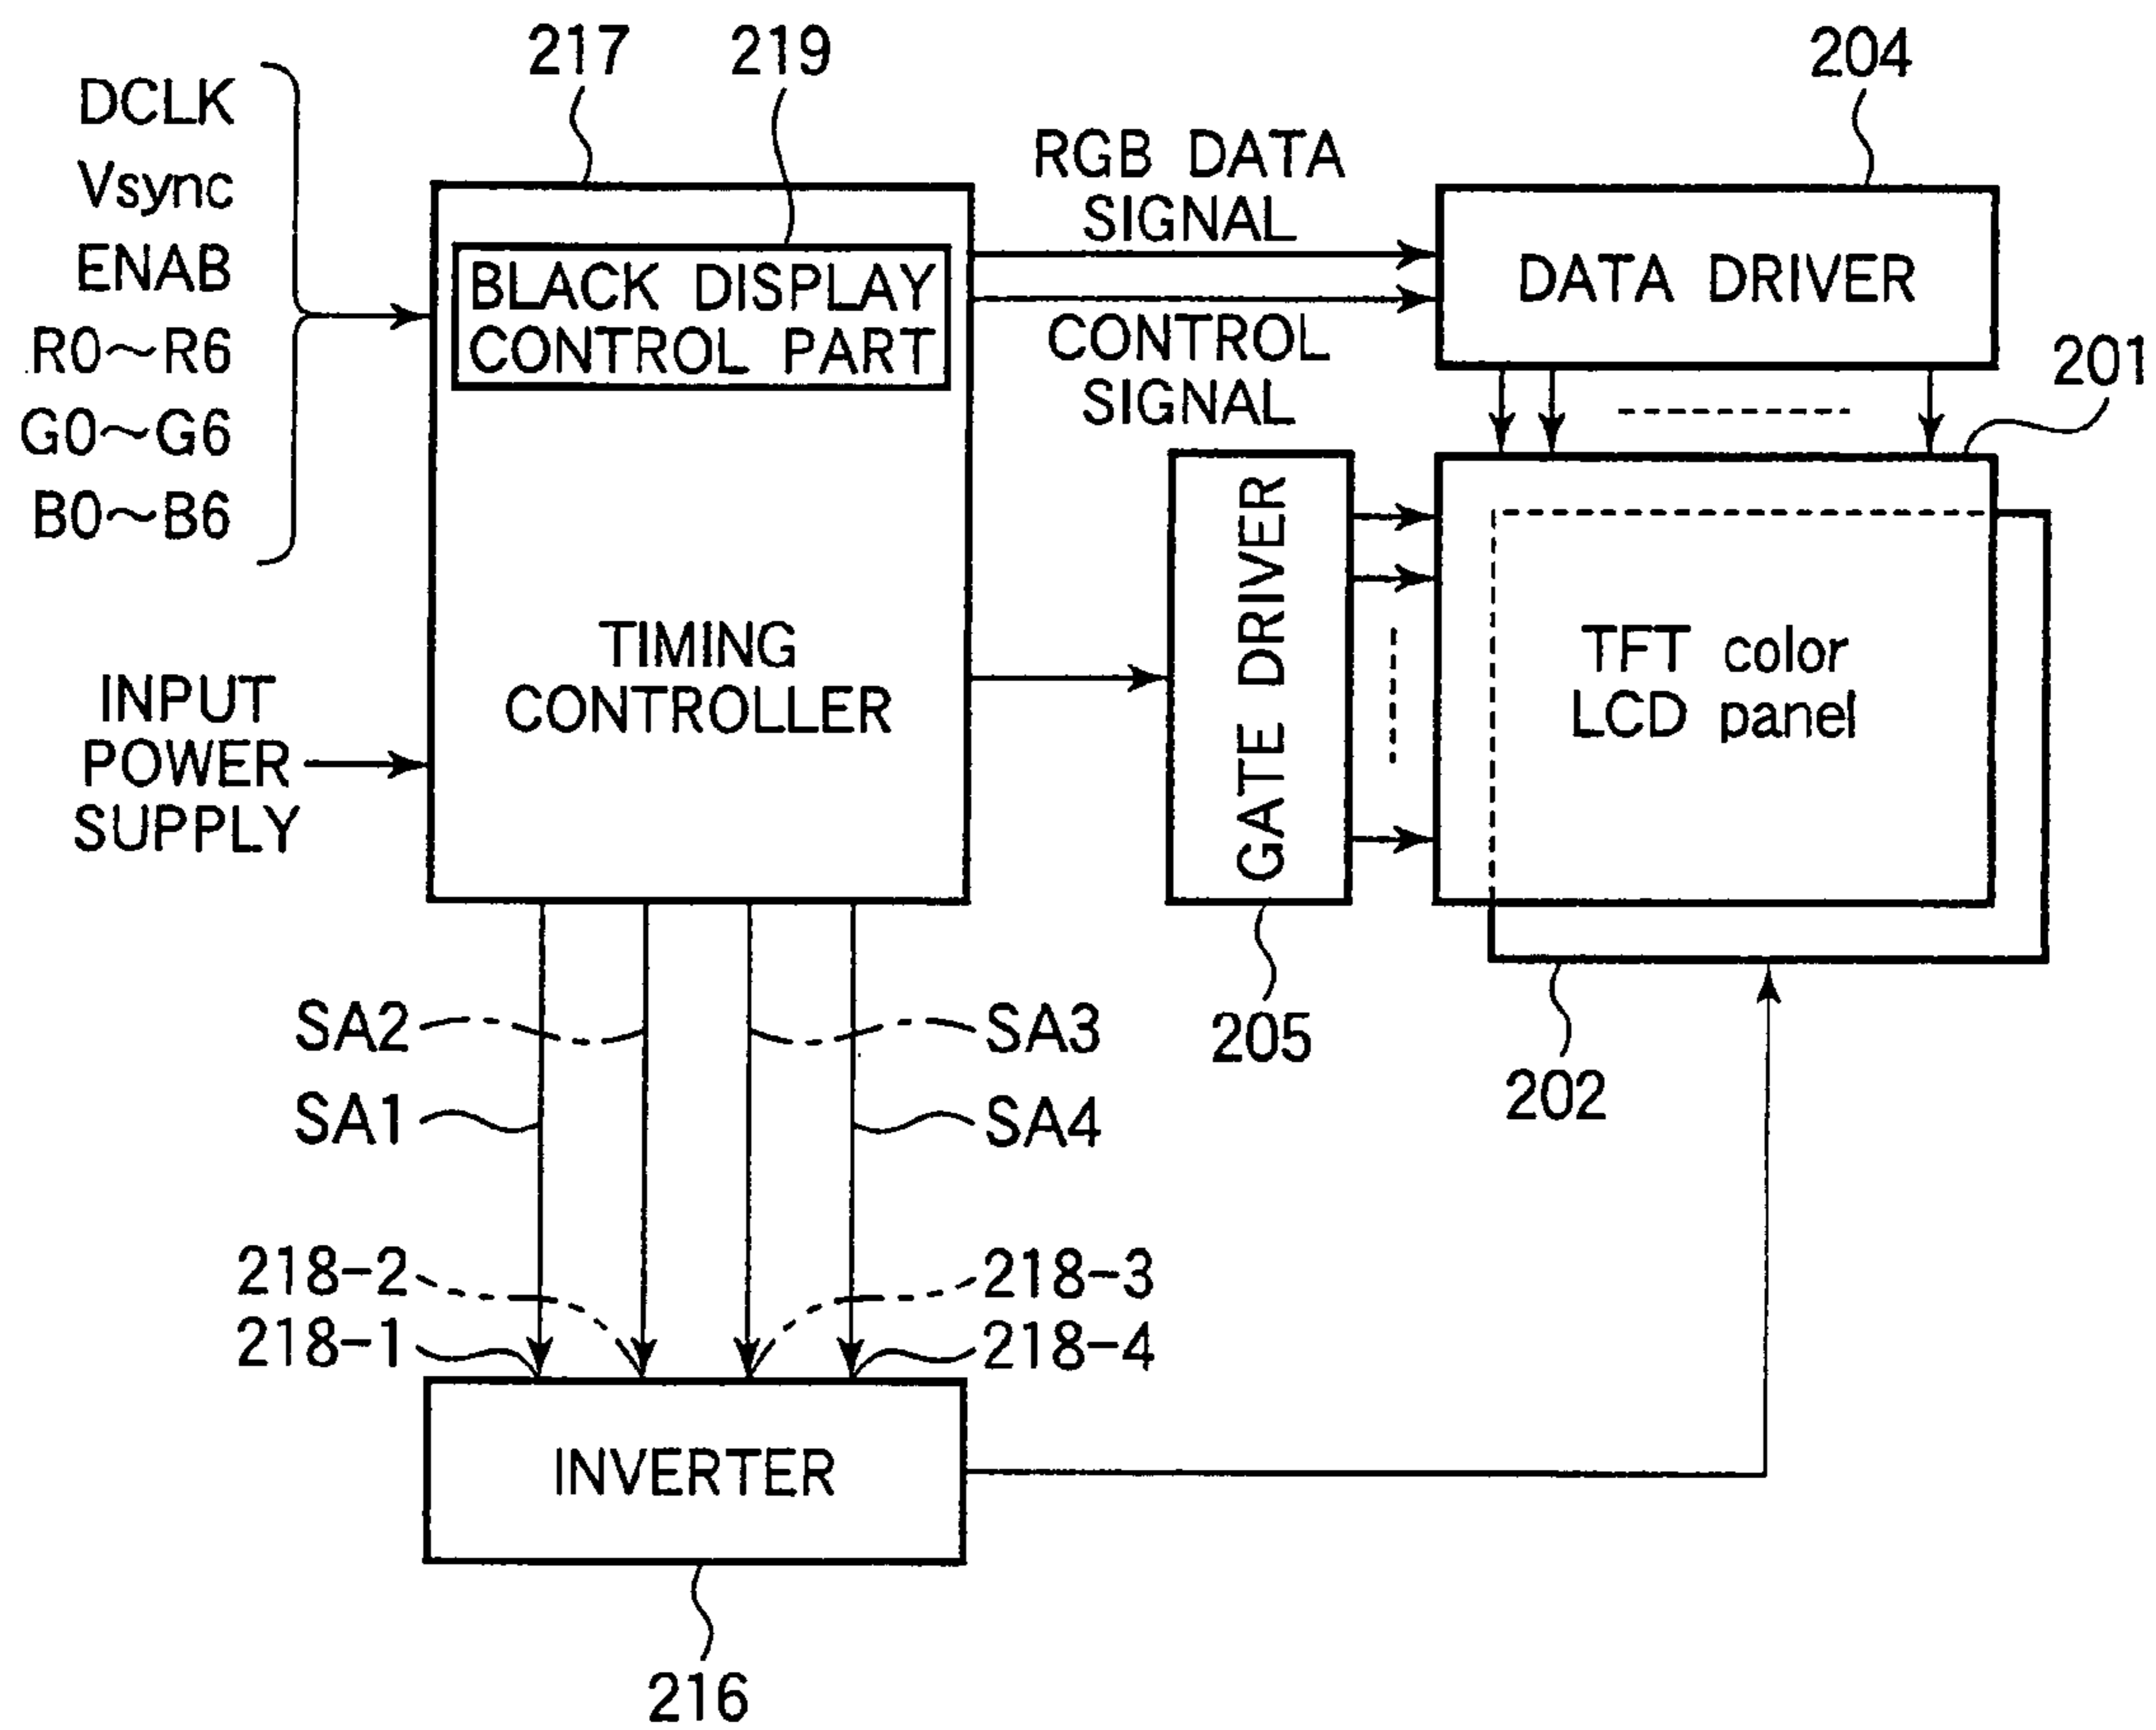 217
219
204
DCLK
Vsync
ENAB
R0~R6
G0~G6
B0~B6
RGB DATA
SIGNAL
CONTROL
SIGNAL
BLACK DISPLAY
CONTROL PART
DATA DRIVER
201
TIMING
CONTROLLER
GATE DRIVER
TFT color
LCD panel
INPUT
POWER
SUPPLY
205
202
SA2
SA1
SA3
SA4
218-2
218-1
218-3
218-4
INVERTER
216